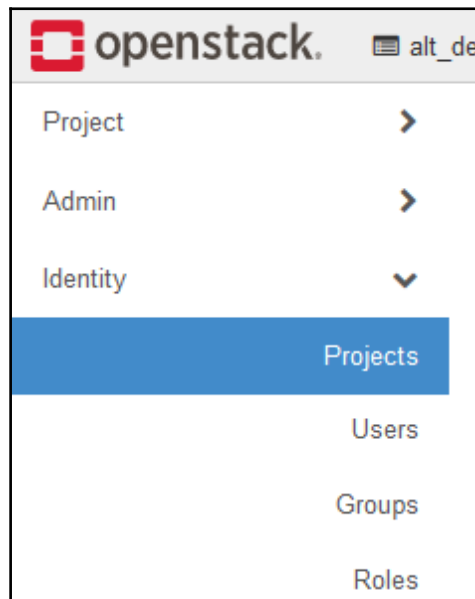 openstack. alt_de
Project
Admin
Identity
Projects
Users
Groups
Roles